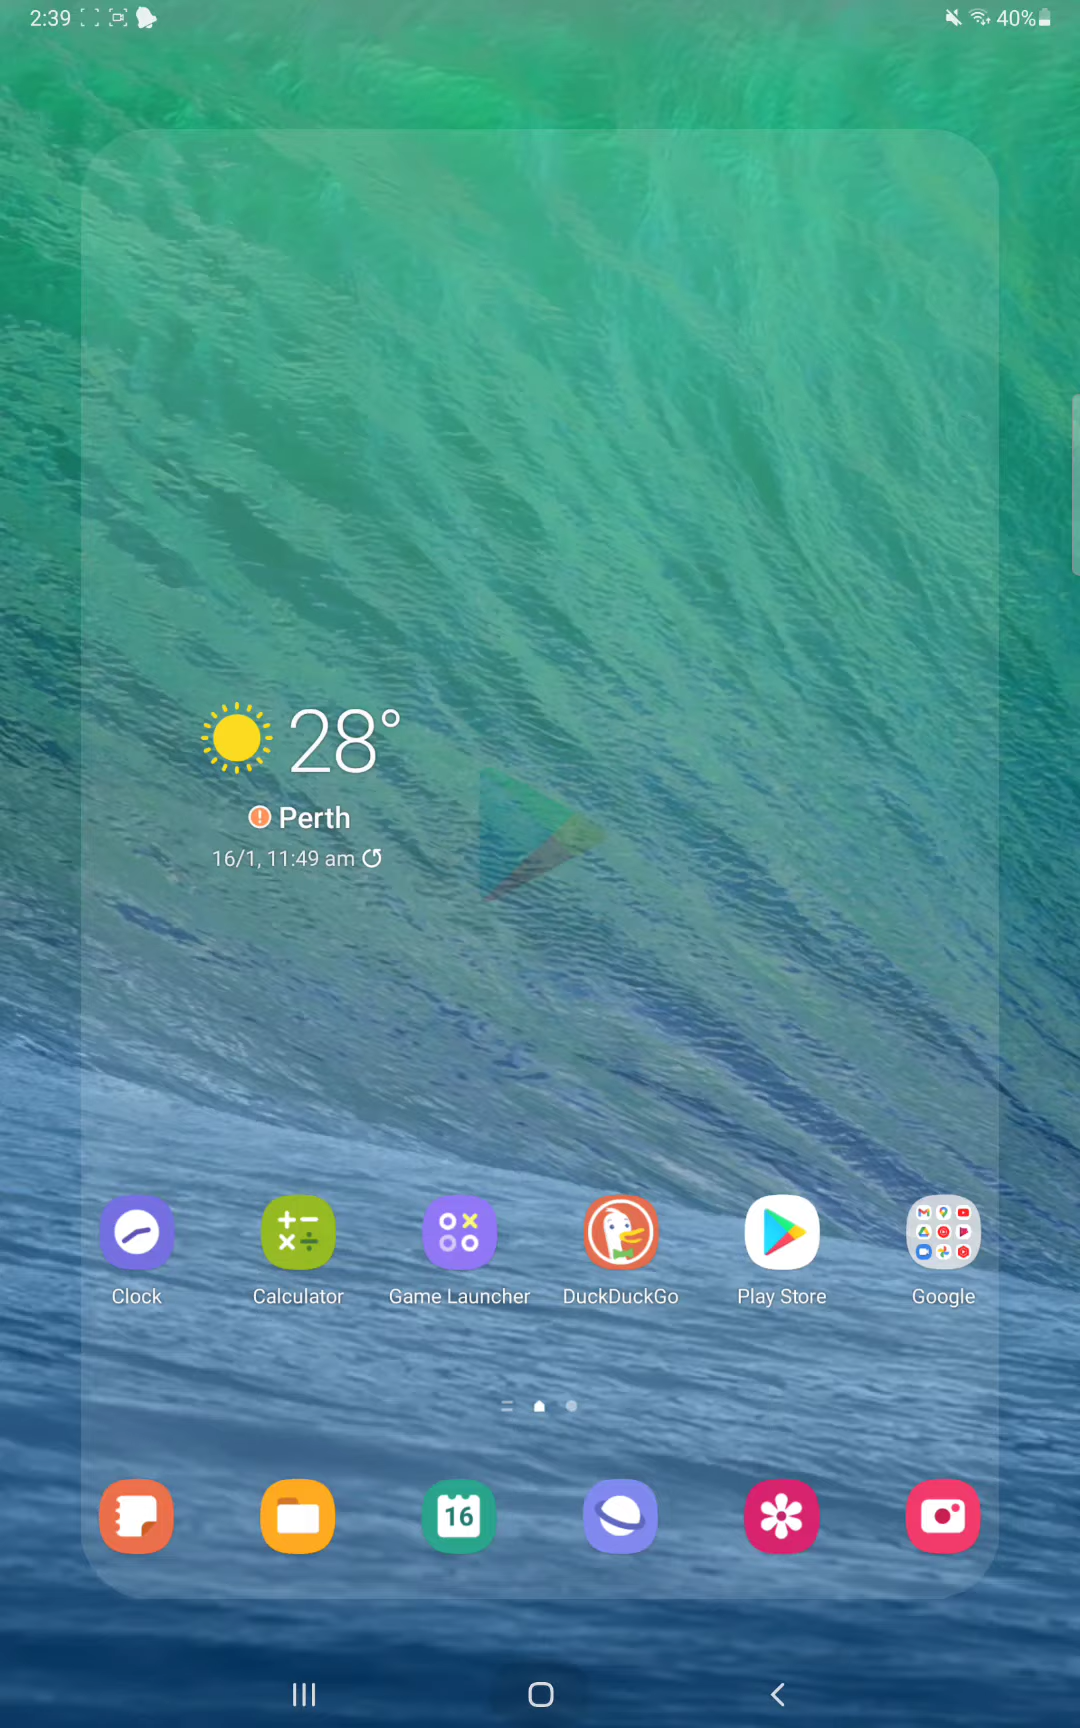 2:39
40%
28°
Perth
16/1, 11:49 am
Clock
Calculator
Game Launcher
DuckDuckGo
Play Store
Google
16